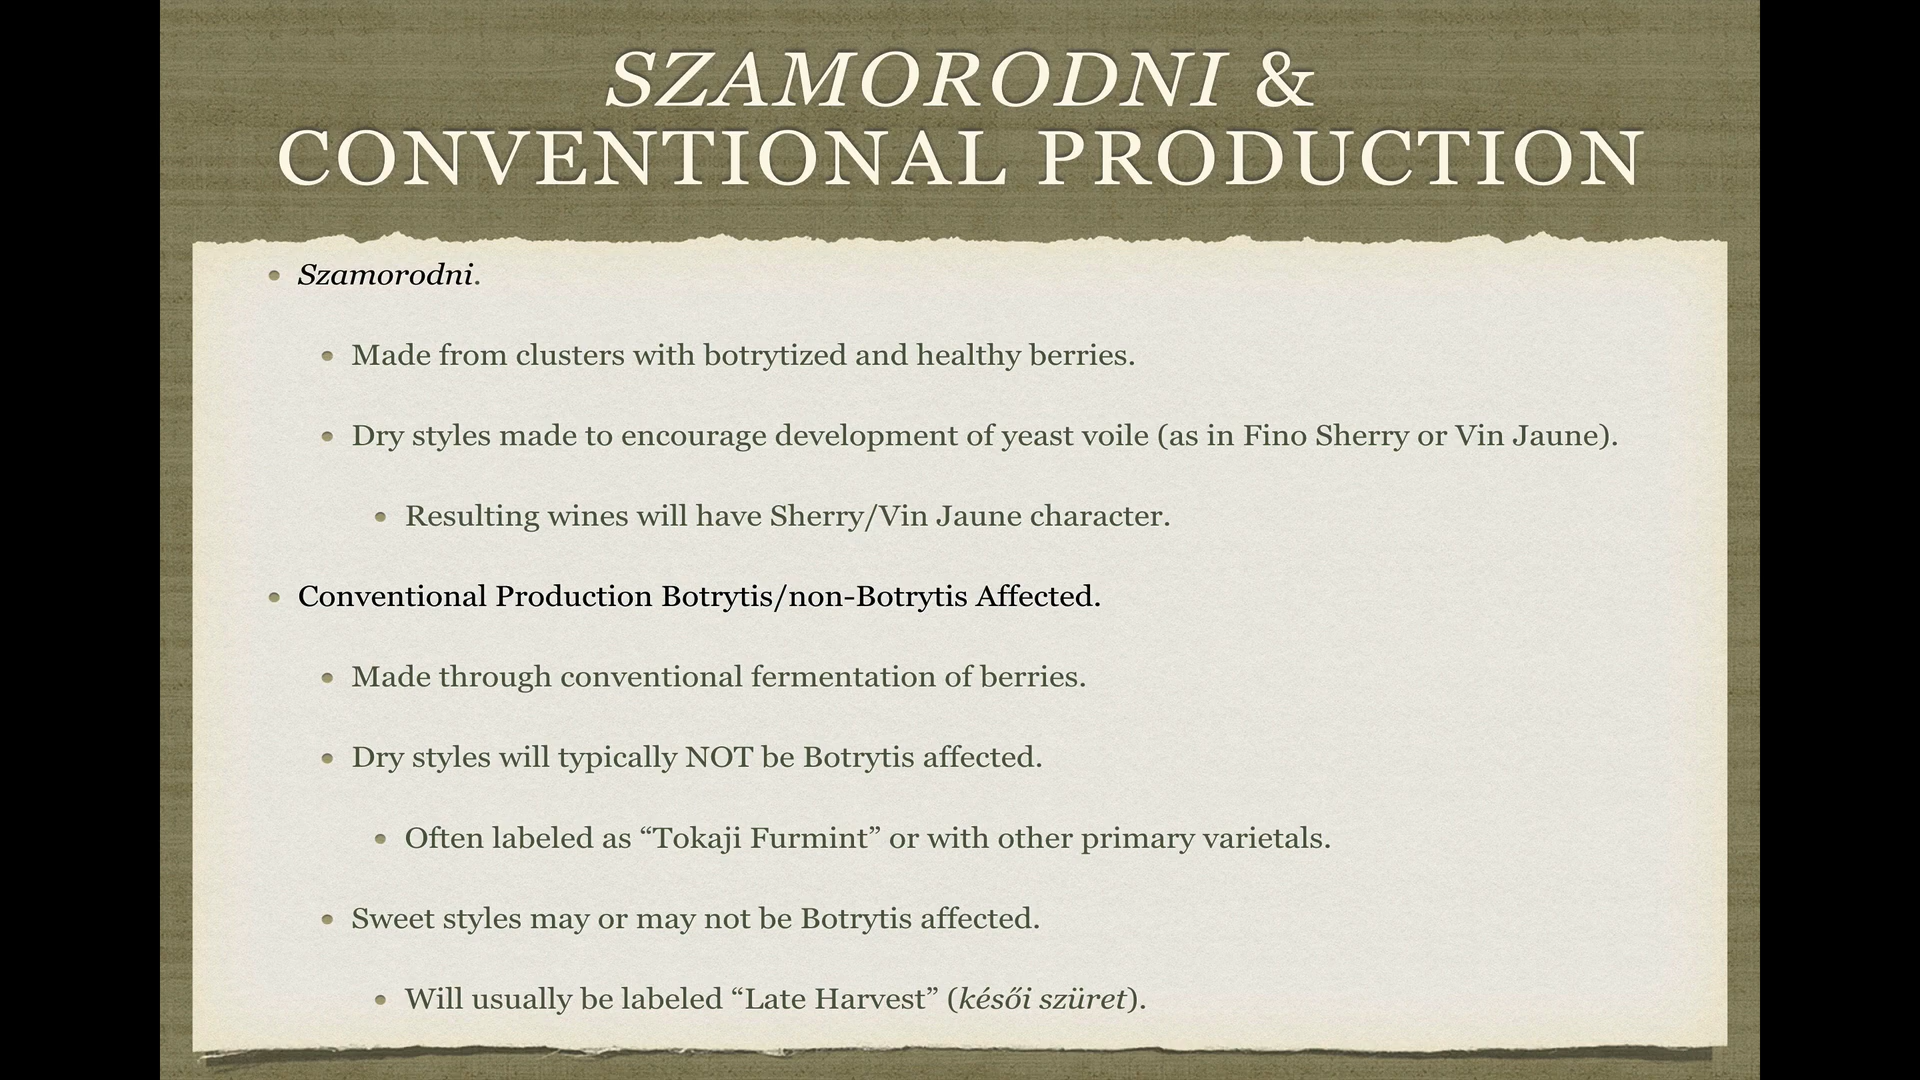 SZAMORODNI &
CONVENTIONAL PRODUCTION
• Szamorodni.
• Made from clusters with botrytized and healthy berries.
• Dry styles made to encourage development of yeast voile (as in Fino Sherry or Vin Jaune).
• Resulting wines will have Sherry/Vin Jaune character.
• Conventional Production Botrytis/non-Botrytis Affected.
• Made through conventional fermentation of berries.
• Dry styles will typically NOT be Botrytis affected.
• Often labeled as “Tokaji Furmint” or with other primary varietals.
• Sweet styles may or may not be Botrytis affected.
• Will usually be labeled “Late Harvest” (késői szüret).